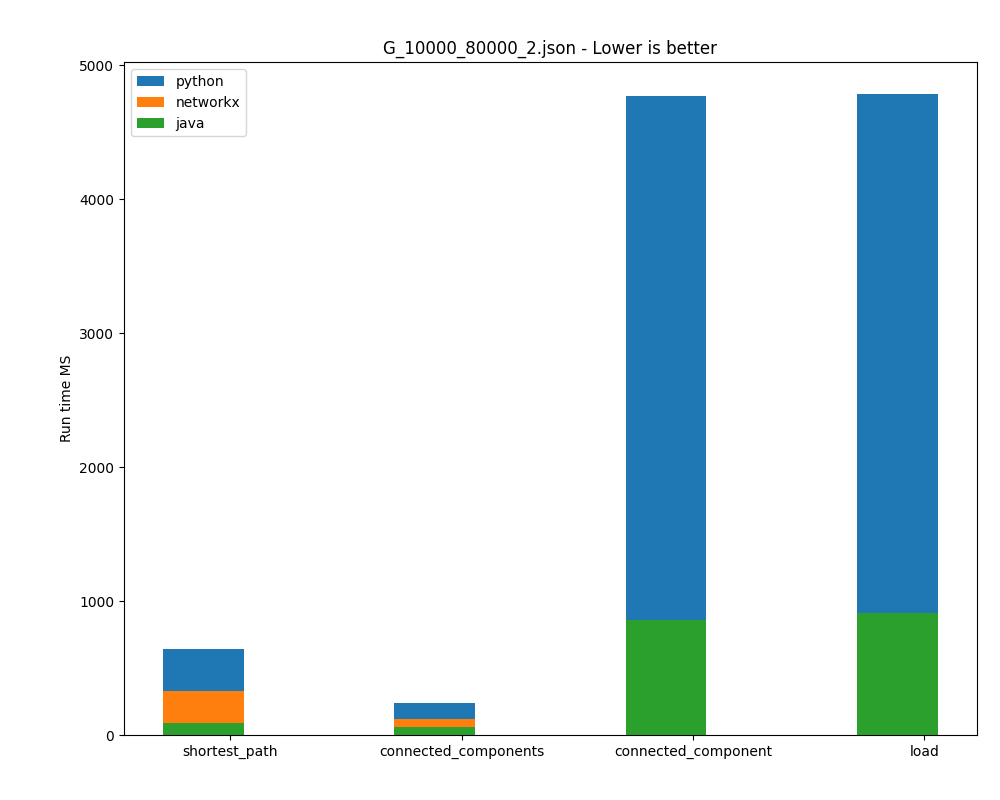 G_10000_80000_2.json - Lower is better
python
networkx
java
5000
4000
3000
2000
1000
0
Run time MS
shortest_path
connected_components
connected_component
load